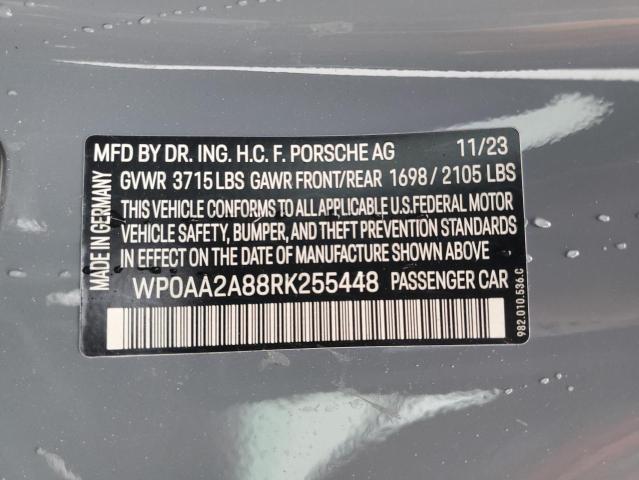 MFD BY DR. ING. H.C. F. PORSCHE AG 11/23
GVWR 3715 LBS GAWR FRONT/REAR 1698 / 2105 LBS
THIS VEHICLE CONFORMS TO ALL APPLICABLE U.S. FEDERAL MOTOR
VEHICLE SAFETY, BUMPER, AND THEFT PREVENTION STANDARDS
IN EFFECT ON THE DATE OF MANUFACTURE SHOWN ABOVE
WP0AA2A88RK255448 PASSENGER CAR
MADE IN GERMANY
982.010.536.C